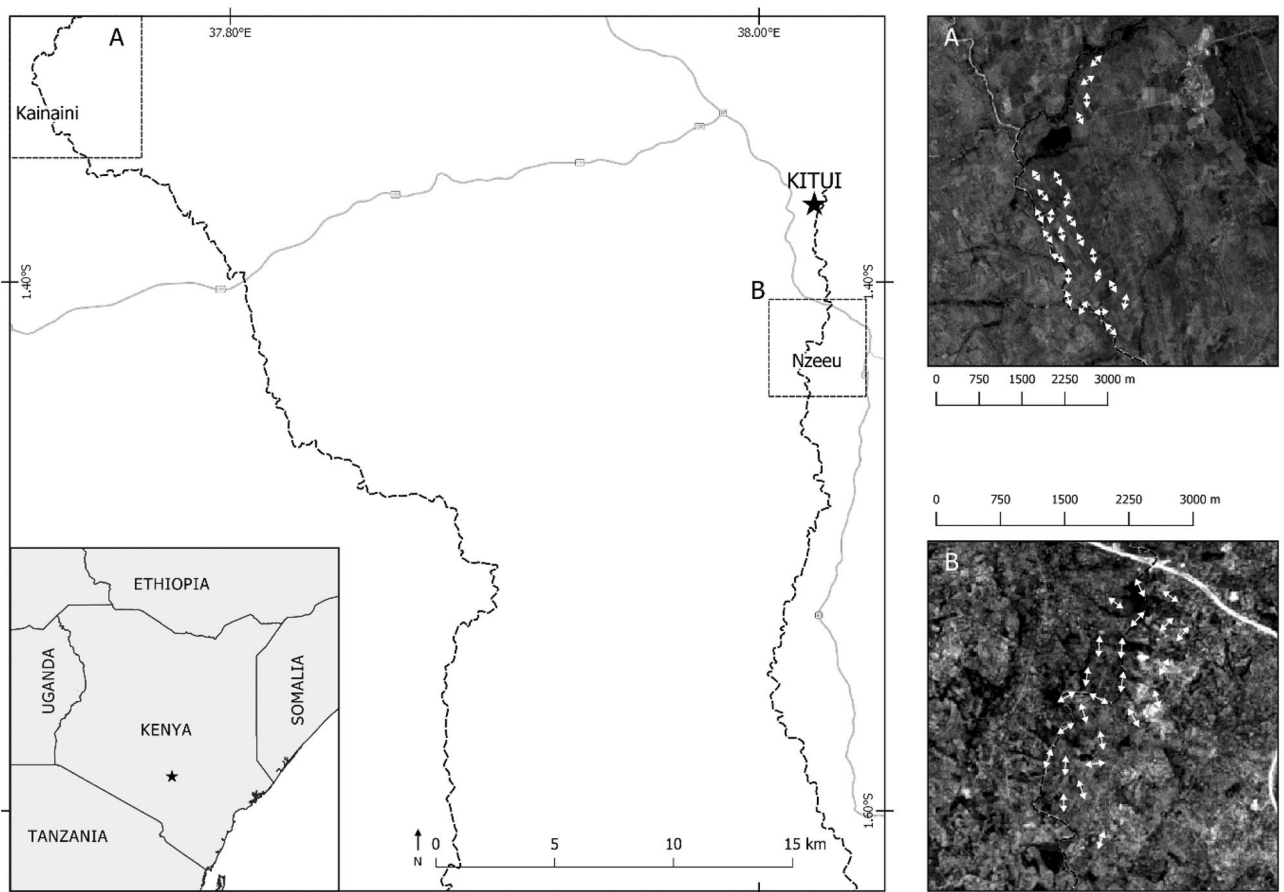 A
37.80°E
38.00°E
Kainaini
KITUI
1.40°S
1.40°S
B
Nzeeu
1.60°S
ETHIOPIA
UGANDA
SOMALIA
KENYA
TANZANIA
N
0 5 10 15 km
A
0 750 1500 2250 3000 m
0 750 1500 2250 3000 m
B